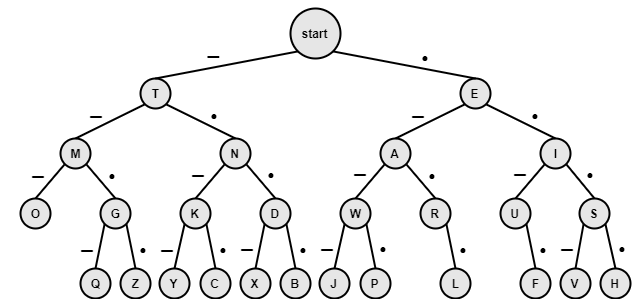 start
– .
T E
– . – .
M N A I
– . – . – . – .
O G K D W R U S
– . – . – . – . . . – .
Q Z Y C X B J P L F V H